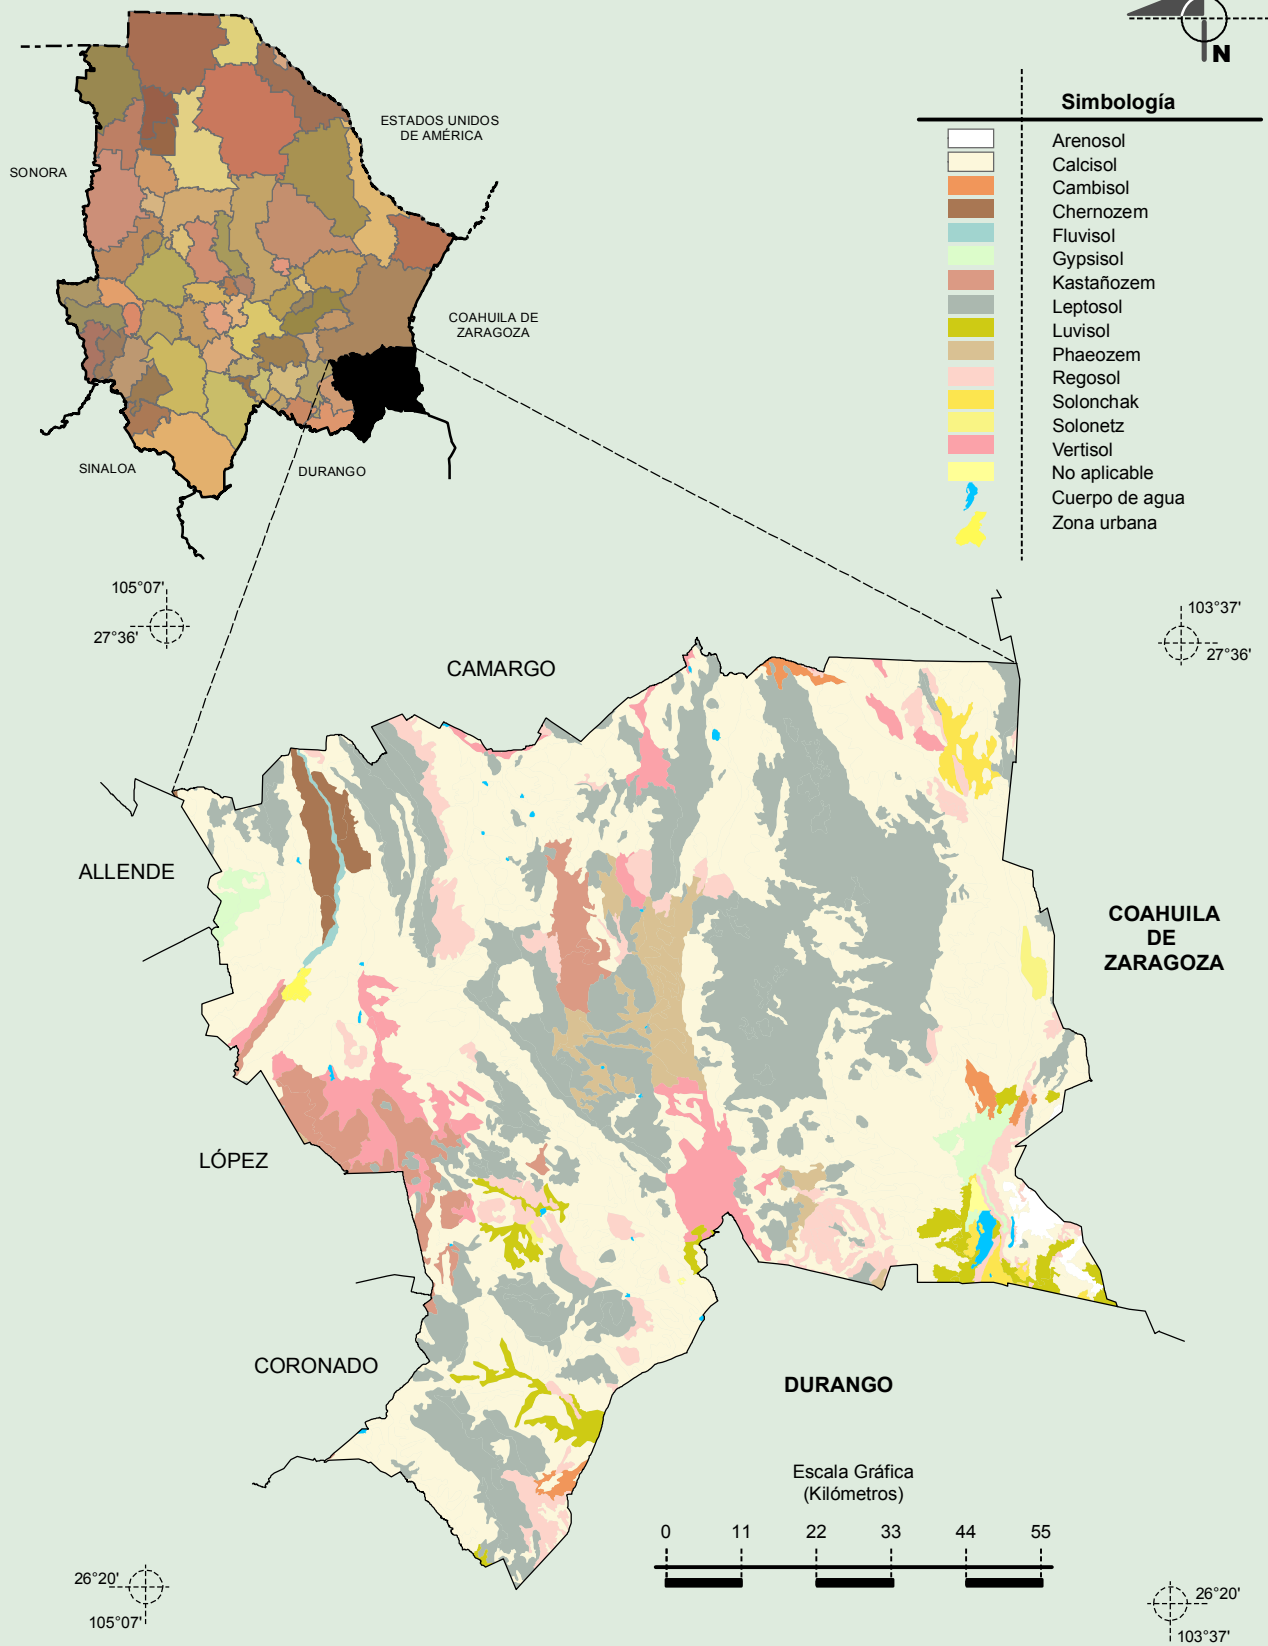 N
Simbología
Arenosol
Calcisol
Cambisol
Chernozem
Fluvisol
Gypsisol
Kastañozem
Leptosol
Luvisol
Phaeozem
Regosol
Solonchak
Solonetz
Vertisol
No aplicable
Cuerpo de agua
Zona urbana
ESTADOS UNIDOS
DE AMÉRICA
SONORA
COAHUILA DE
ZARAGOZA
SINALOA
DURANGO
105°07'
27°36'
103°37'
27°36'
CAMARGO
ALLENDE
COAHUILA
DE
ZARAGOZA
LÓPEZ
CORONADO
DURANGO
Escala Gráfica
(Kilómetros)
0 11 22 33 44 55
26°20'
105°07'
26°20'
103°37'